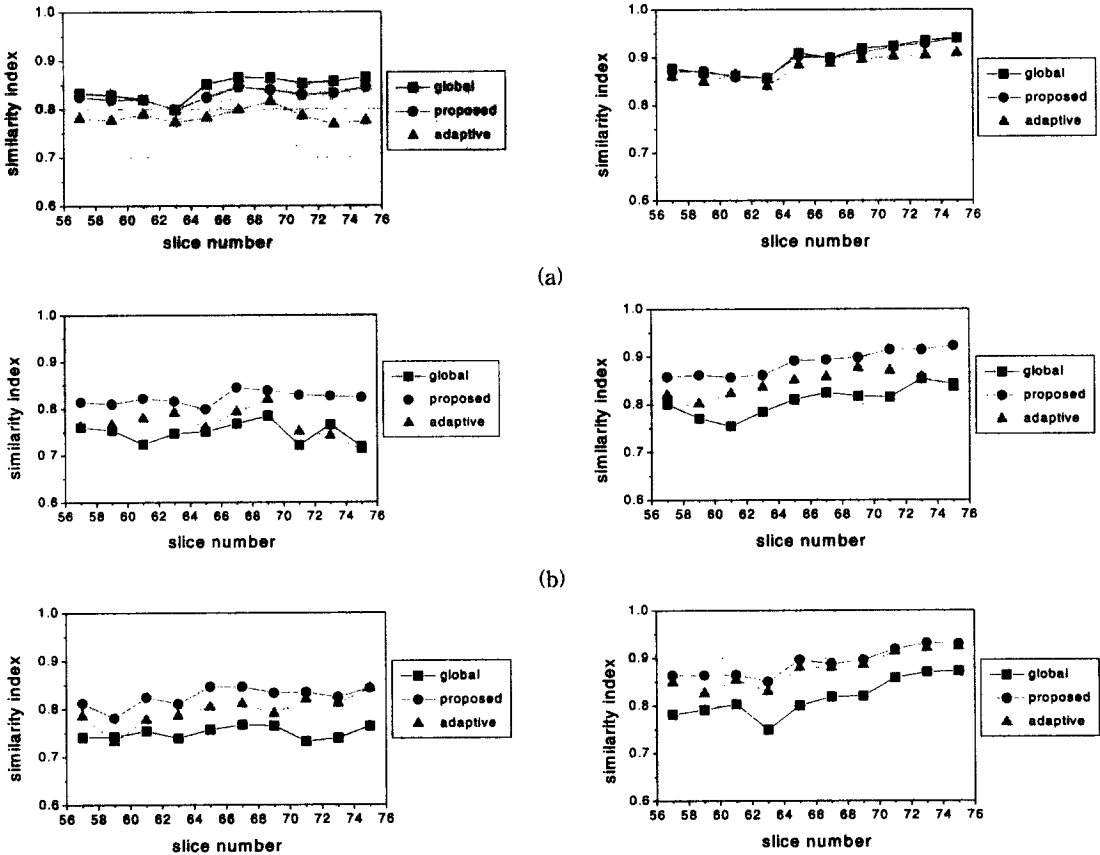 1.0
0.9
0.8
0.7
0.6
similarity index
56 58 60 62 64 66 68 70 71 72 74 76
slice number
global
proposed
adaptive
1.0
0.9
0.8
0.7
0.6
similarity index
56 58 60 62 64 66 68 70 71 72 74 76
slice number
global
proposed
adaptive
(a)
1.0
0.9
0.8
0.7
0.6
similarity index
56 58 60 62 64 66 68 70 71 72 74 76
slice number
global
proposed
adaptive
1.0
0.9
0.8
0.7
0.6
similarity index
56 58 60 62 64 66 68 70 71 72 74 76
slice number
global
proposed
adaptive
(b)
1.0
0.9
0.8
0.7
0.6
similarity index
56 58 60 62 64 66 68 70 71 72 74 76
slice number
global
proposed
adaptive
1.0
0.9
0.8
0.7
0.6
similarity index
56 58 60 62 64 66 68 70 71 72 74 76
slice number
global
proposed
adaptive